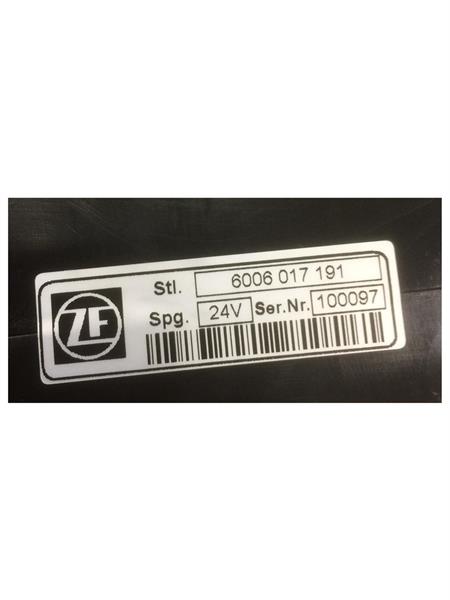 ZF
Stl. 6006 017 191
Spg. 24V Ser.Nr. 100097